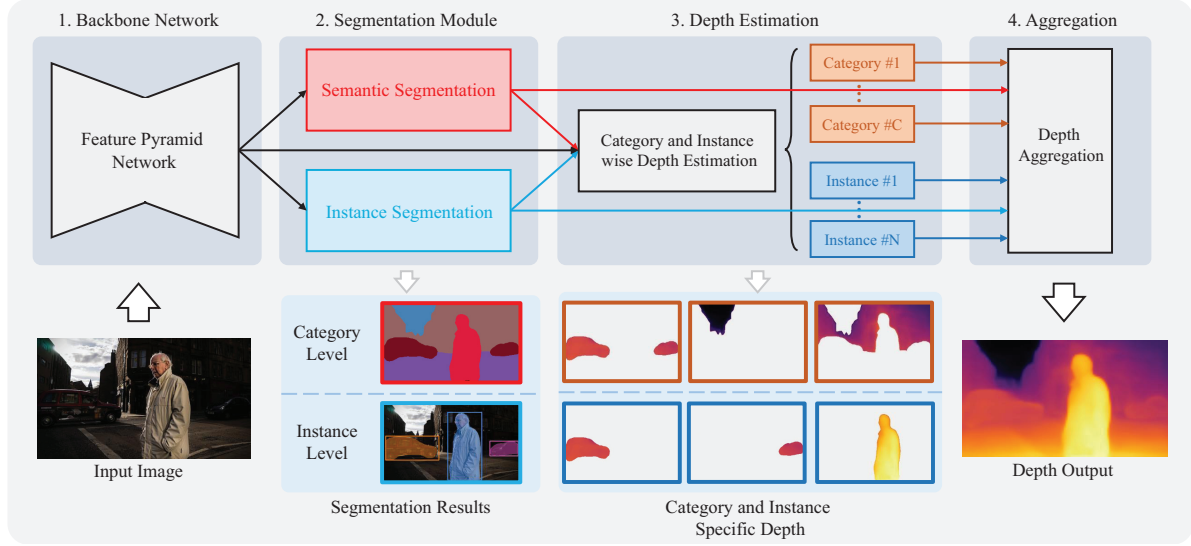 1. Backbone Network
2. Segmentation Module
3. Depth Estimation
4. Aggregation
Feature Pyramid
Network
Semantic Segmentation
Instance Segmentation
Category and Instance
wise Depth Estimation
Category #1
Category #C
Instance #1
Instance #N
Depth
Aggregation
Input Image
Category
Level
Instance
Level
Segmentation Results
Category and Instance
Specific Depth
Depth Output